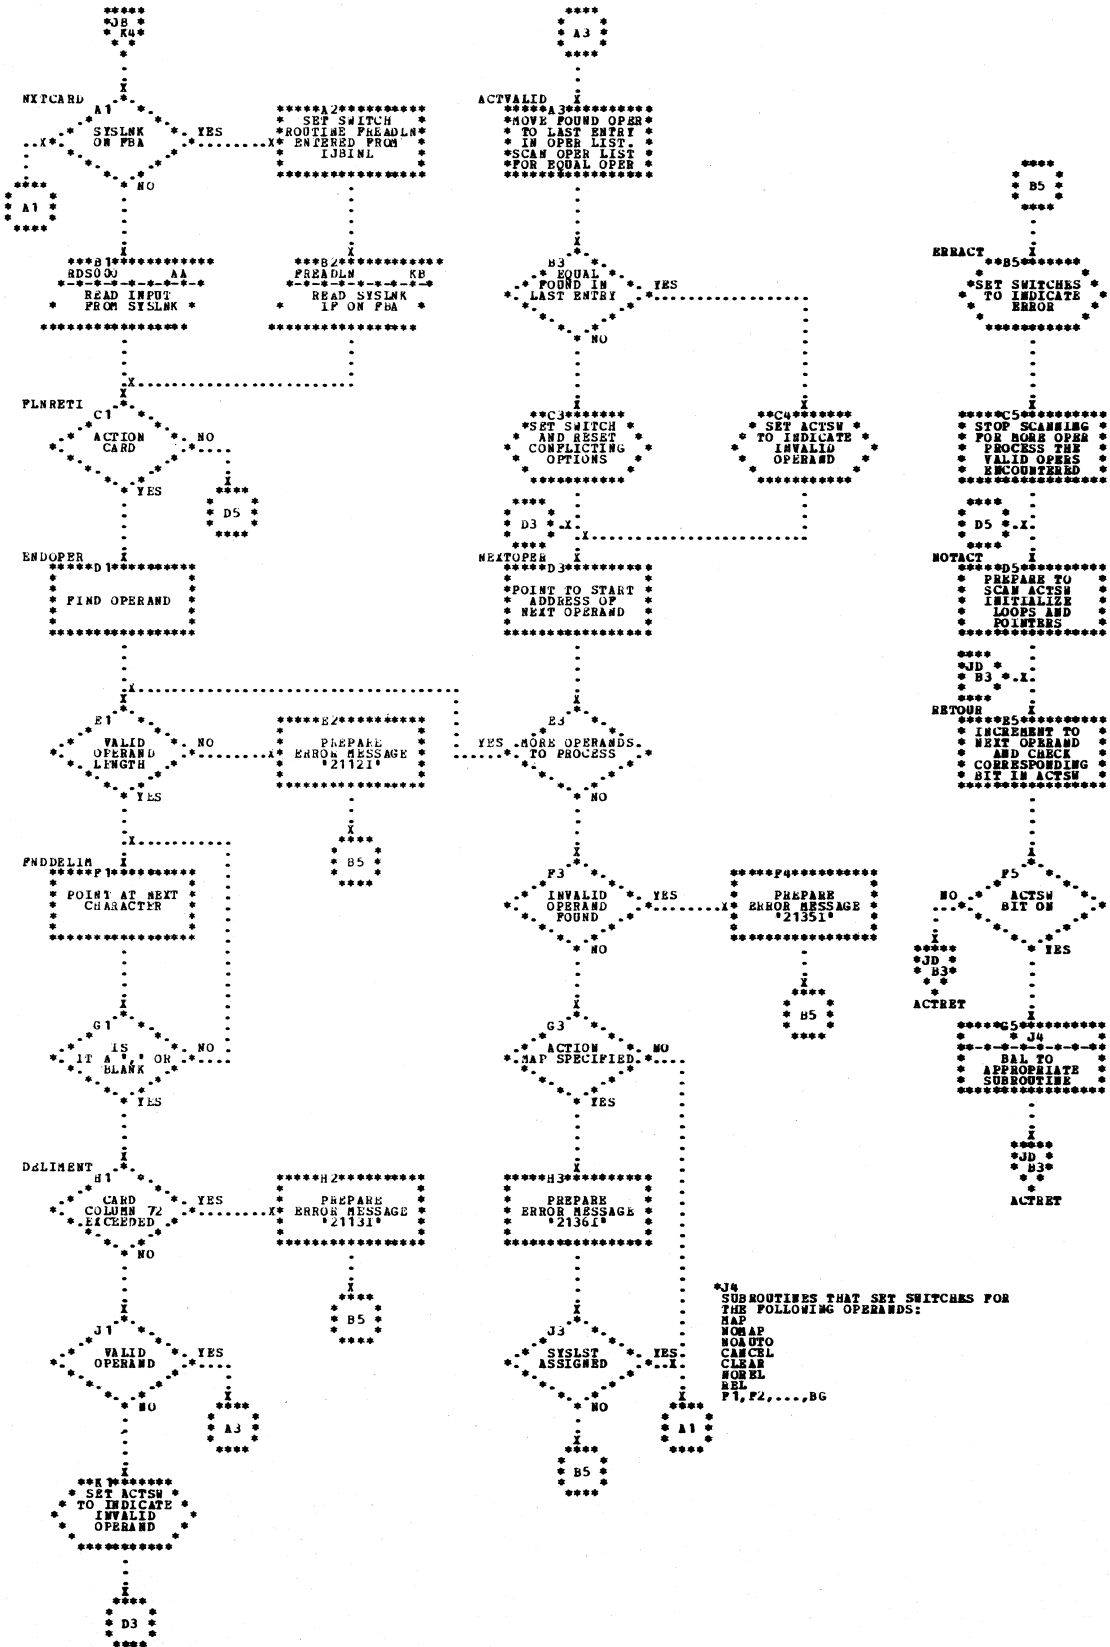 JB
K4
NXTCARD
A1
SYSLNK
ON FBA
YES
NO
A1
A2
SET SWITCH
ROUTINE FREADLN
ENTERED FROM
IJBINL
B1
RDS000 AA
READ INPUT
FROM SYSLNK
B2
FREADLN KB
READ SYSLNK
IF ON FBA
FLNRETI
C1
ACTION
CARD
NO
YES
D5
ENDOPER
D1
FIND OPERAND
E1
VALID
OPERAND
LENGTH
NO
YES
E2
PREPARE
ERROR MESSAGE
"2112I"
B5
FNDDELIM
F1
POINT AT NEXT
CHARACTER
G1
IS
IT A "," OR
BLANK
NO
YES
DELIMENT
H1
CARD
COLUMN 72
EXCEEDED
YES
NO
H2
PREPARE
ERROR MESSAGE
"2113I"
B5
J1
VALID
OPERAND
YES
NO
A3
K1
SET ACTSW
TO INDICATE
INVALID
OPERAND
D3
A3
ACTVALID
A3
MOVE FOUND OPER
TO LAST ENTRY
IN OPER LIST.
SCAN OPER LIST
FOR EQUAL OPER
B3
EQUAL
FOUND IN
LAST ENTRY
YES
NO
C3
SET SWITCH
AND RESET
CONFLICTING
OPTIONS
C4
SET ACTSW
TO INDICATE
INVALID
OPERAND
D3
NEXTOPER
D3
POINT TO START
ADDRESS OF
NEXT OPERAND
E3
YES
MORE OPERANDS
TO PROCESS
NO
F3
INVALID
OPERAND
FOUND
YES
NO
F4
PREPARE
ERROR MESSAGE
"2135I"
B5
G3
ACTION
MAP SPECIFIED
NO
YES
H3
PREPARE
ERROR MESSAGE
"2136I"
J3
SYSLST
ASSIGNED
YES
NO
A1
B5
*J4
SUBROUTINES THAT SET SWITCHES FOR
THE FOLLOWING OPERANDS:
MAP
NOMAP
NOAUTO
CANCEL
CLEAR
NOREL
REL
F1,F2,...,BG
B5
ERRACT
B5
SET SWITCHES
TO INDICATE
ERROR
C5
STOP SCANNING
FOR MORE OPER
PROCESS THE
VALID OPERS
ENCOUNTERED
D5
NOTACT
D5
PREPARE TO
SCAN ACTSW
INITIALIZE
LOOPS AND
POINTERS
JD
B3
RETOUR
E5
INCREMENT TO
NEXT OPERAND
AND CHECK
CORRESPONDING
BIT IN ACTSW
F5
ACTSW
BIT ON
NO
YES
JD
B3
ACTRET
G5
* J4
BAL TO
APPROPRIATE
SUBROUTINE
JD
B3
ACTRET